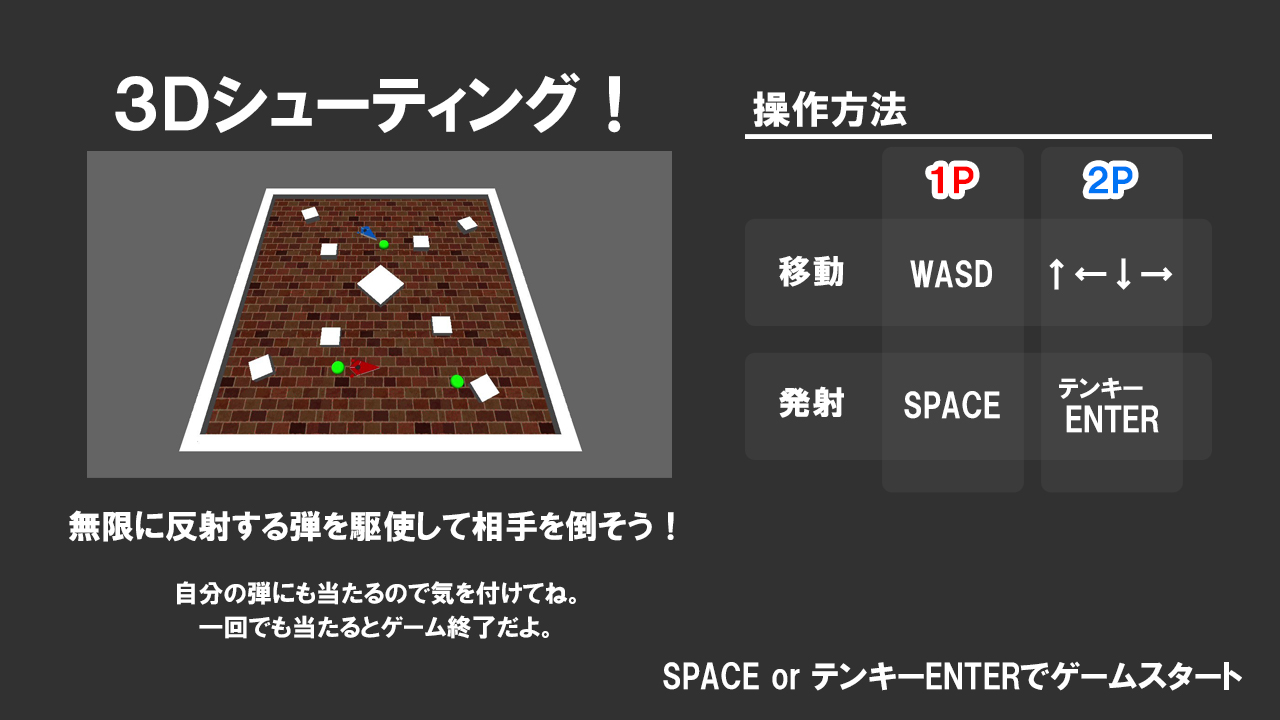 3Dシューティング！
無限に反射する弾を駆使して相手を倒そう！
自分の弾にも当たるので気を付けてね。
一回でも当たるとゲーム終了だよ。
操作方法
1P 2P
移動 WASD ↑←↓→
発射 SPACE テンキー
ENTER
SPACE or テンキーENTERでゲームスタート